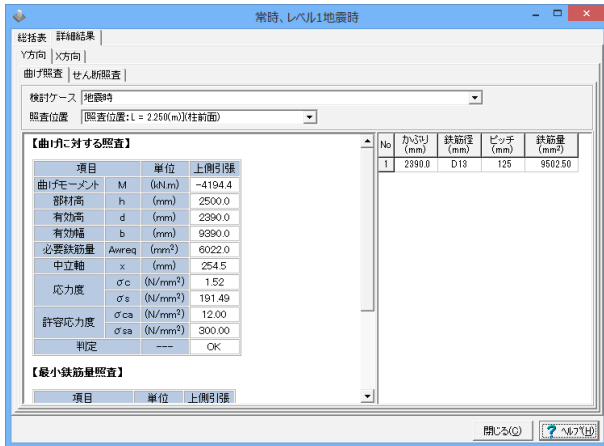 常時、レベル1地震時
総括表 詳細結果
Y方向 X方向
曲げ照査 せん断照査
検討ケース 地震時
照査位置 [照査位置:L = 2.250(m)](柱前面)
【曲げに対する照査】
項目 単位 上側引張
曲げモーメント M (kN.m) -4194.4
部材高 h (mm) 2500.0
有効高 d (mm) 2390.0
有効幅 b (mm) 9390.0
必要鉄筋量 Awreq (mm²) 6022.0
中立軸 x (mm) 254.5
応力度 σc (N/mm²) 1.52
σs (N/mm²) 191.49
許容応力度 σca (N/mm²) 12.00
σsa (N/mm²) 300.00
判定 --- OK
【最小鉄筋量照査】
項目 単位 上側引張
No かぶり (mm) 鉄筋径 (mm) ピッチ (mm) 鉄筋量 (mm²)
1 2390.0 D13 125 9502.50
閉じる(C) ? ヘルプ(H)